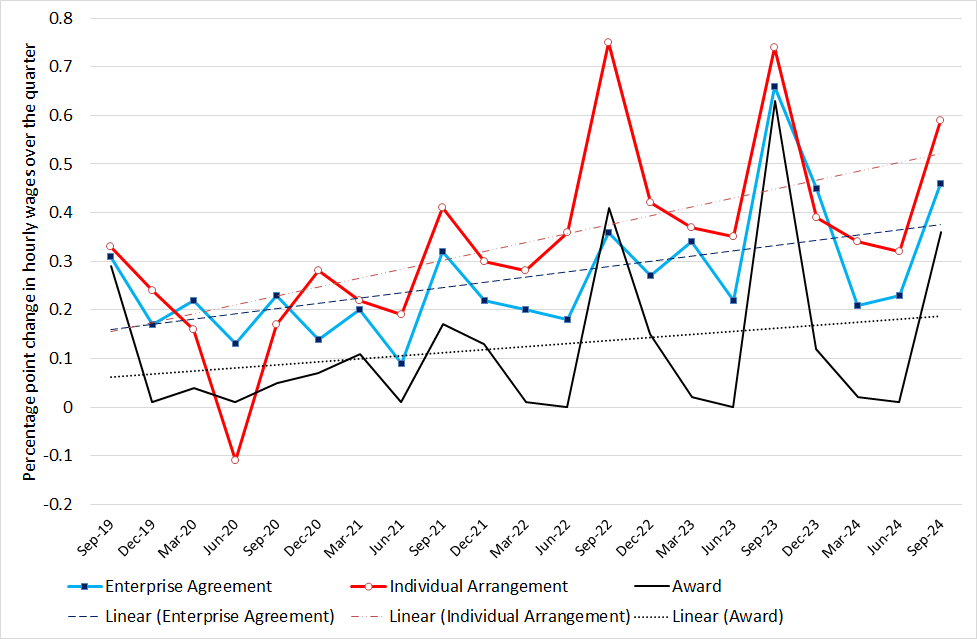 Percentage point change in hourly wages over the quarter
0.8
0.7
0.6
0.5
0.4
0.3
0.2
0.1
0
-0.1
-0.2
Sep-19
Dec-19
Mar-20
Jun-20
Sep-20
Dec-20
Mar-21
Jun-21
Sep-21
Dec-21
Mar-22
Jun-22
Sep-22
Dec-22
Mar-23
Jun-23
Sep-23
Dec-23
Mar-24
Jun-24
Sep-24
Enterprise Agreement Individual Arrangement Award
Linear (Enterprise Agreement) Linear (Individual Arrangement) Linear (Award)